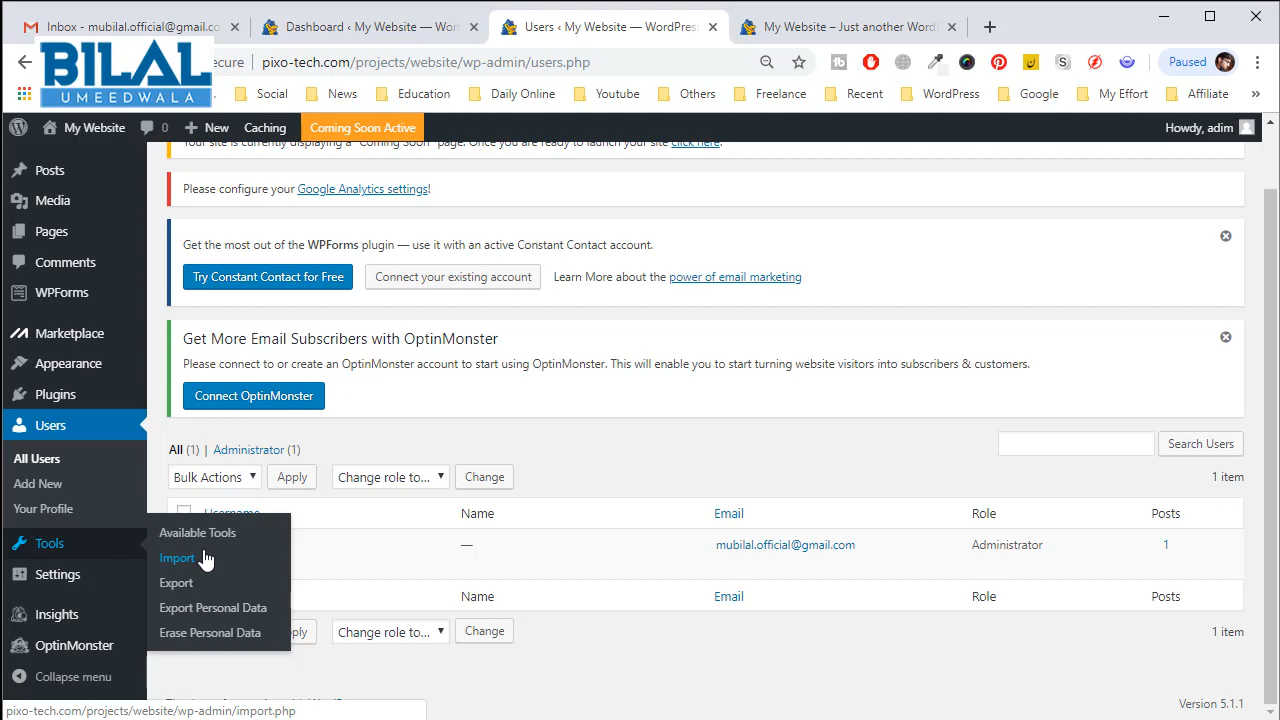 Inbox - mubilal.official@gmail.co
Dashboard ‹ My Website — Wor
Users ‹ My Website — WordPress
My Website – Just another Word
BILAL
UMEEDWALA
ecure
pixo-tech.com/projects/website/wp-admin/users.php
Paused
Social
News
Education
Daily Online
Youtube
Others
Freelanc
Recent
WordPress
Google
My Effort
Affiliate
»
My Website
0
New
Caching
Coming Soon Active
Howdy, adim
Posts
Media
Pages
Comments
WPForms
Marketplace
Appearance
Plugins
Users
All Users
Add New
Your Profile
Tools
Settings
Insights
OptinMonster
Collapse menu
Available Tools
Import
Export
Export Personal Data
Erase Personal Data
Your site is currently displaying a "Coming Soon" page. Once you are ready to launch your site click here.
Please configure your Google Analytics settings!
Get the most out of the WPForms plugin — use it with an active Constant Contact account.
Try Constant Contact for Free
Connect your existing account
Learn More about the power of email marketing
Get More Email Subscribers with OptinMonster
Please connect to or create an OptinMonster account to start using OptinMonster. This will enable you to start turning website visitors into subscribers & customers.
Connect OptinMonster
All (1) | Administrator (1)
Search Users
Bulk Actions
Apply
Change role to...
Change
1 item
Username
Name
Email
Role
Posts
—
mubilal.official@gmail.com
Administrator
1
Name
Email
Role
Posts
pply
Change role to...
Change
1 item
Version 5.1.1
pixo-tech.com/projects/website/wp-admin/import.php